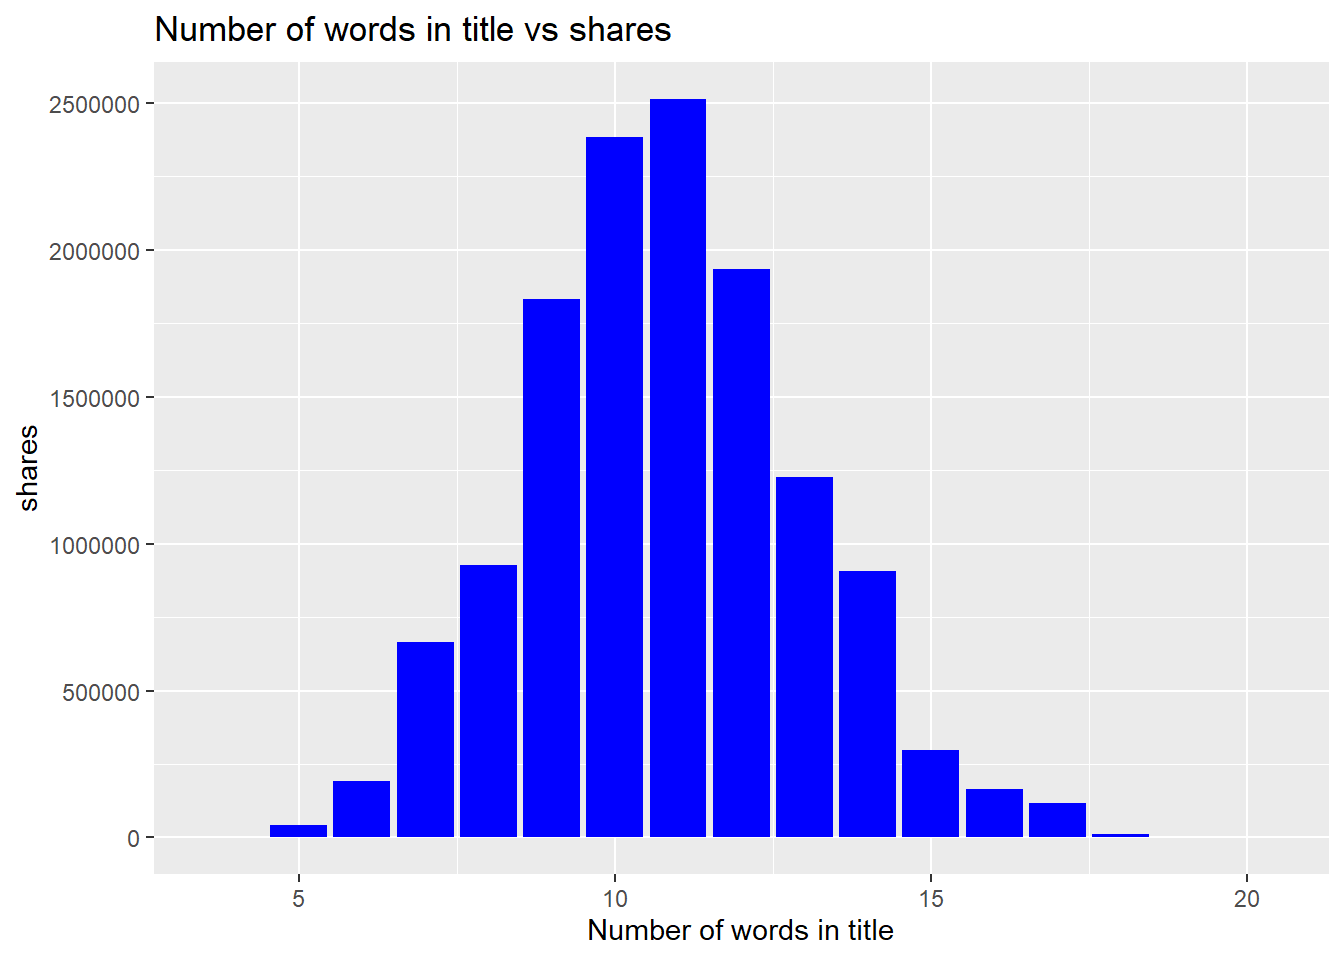 Number of words in title vs shares
2500000
2000000
1500000
1000000
500000
0
shares
5 10 15 20
Number of words in title